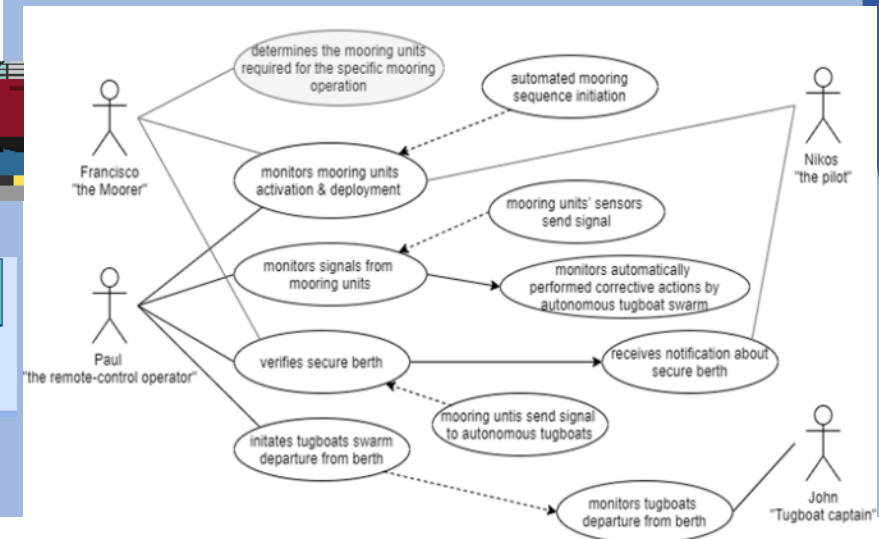 determines the mooring units
required for the specific mooring
operation
automated mooring
sequence initiation
Francisco
"the Moorer"
monitors mooring units
activation & deployment
Nikos
"the pilot"
mooring units' sensors
send signal
monitors signals from
mooring units
monitors automatically
performed corrective actions by
autonomous tugboat swarm
Paul
"the remote-control operator"
verifies secure berth
receives notification about
secure berth
mooring untis send signal
to autonomous tugboats
initates tugboats swarm
departure from berth
monitors tugboats
departure from berth
John
"Tugboat captain"